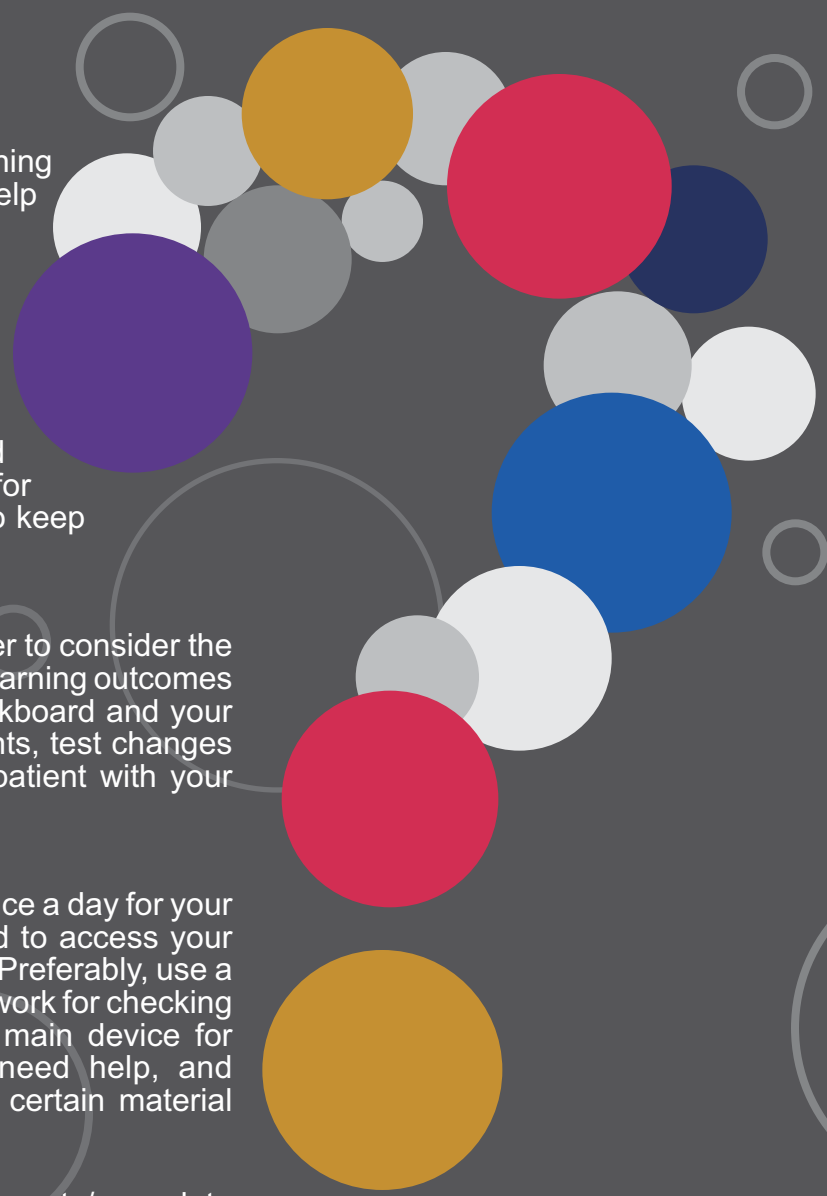 ning
elp
d
for
o keep
er to consider the
arning outcomes
kboard and your
nts, test changes
patient with your
ce a day for your
d to access your
Preferably, use a
work for checking
main device for
need help, and
certain material